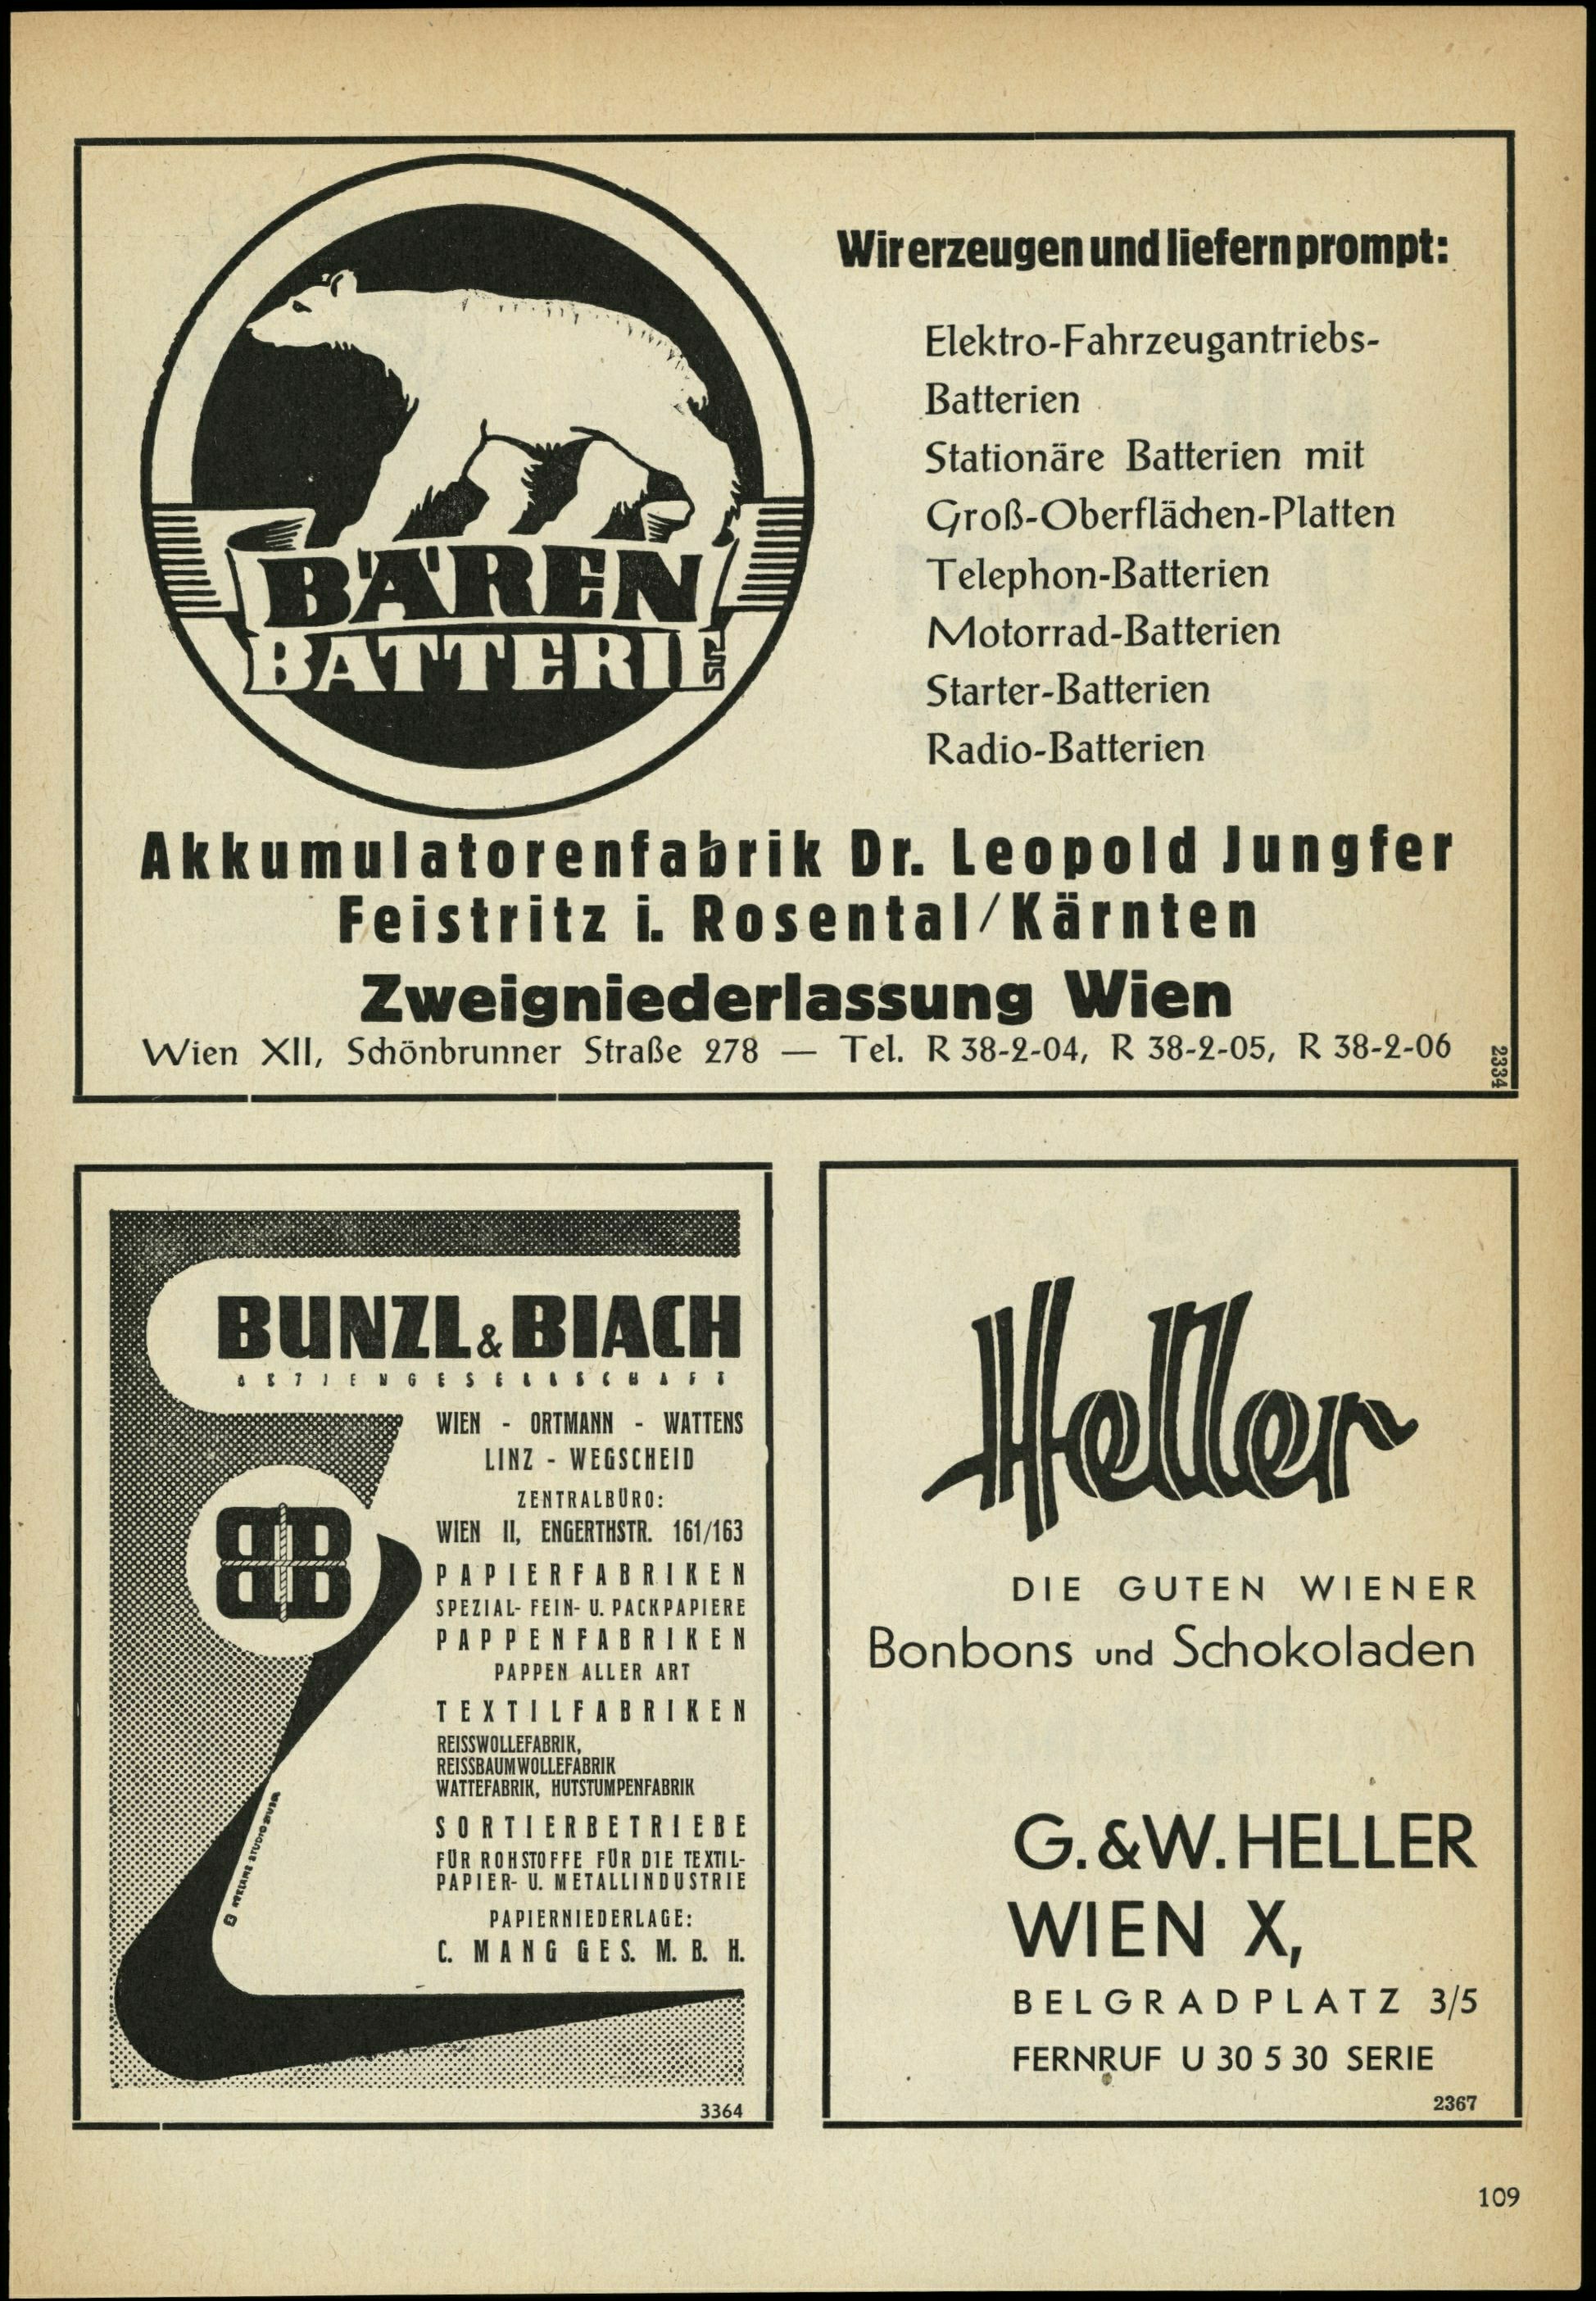 BÄREN
BATTERIE
Wir erzeugen und liefern prompt:
Elektro-Fahrzeugantriebs-
Batterien
Stationäre Batterien mit
Groß-Oberflächen-Platten
Telephon-Batterien
Motorrad-Batterien
Starter-Batterien
Radio-Batterien
Akkumulatorenfabrik Dr. Leopold Jungfer
Feistritz i. Rosental/Kärnten
Zweigniederlassung Wien
Wien XII, Schönbrunner Straße 278 — Tel. R 38-2-04, R 38-2-05, R 38-2-06
2334
BUNZL & BIACH
AKTIENGESELLSCHAFT
WIEN - ORTMANN - WATTENS
LINZ - WEGSCHEID
ZENTRALBÜRO:
WIEN II, ENGERTHSTR. 161/163
BB
PAPIERFABRIKEN
SPEZIAL- FEIN- U. PACKPAPIERE
PAPPENFABRIKEN
PAPPEN ALLER ART
TEXTILFABRIKEN
REISSWOLLEFABRIK,
REISSBAUMWOLLEFABRIK
WATTEFABRIK, HUTSTUMPENFABRIK
SORTIERBETRIEBE
FÜR ROHSTOFFE FÜR DIE TEXTIL-
PAPIER- U. METALLINDUSTRIE
PAPIERNIEDERLAGE:
C. MANG GES. M. B. H.
STUDIO
3364
Heller
DIE GUTEN WIENER
Bonbons und Schokoladen
G. & W. HELLER
WIEN X,
BELGRADPLATZ 3/5
FERNRUF U 30 5 30 SERIE
2367
109